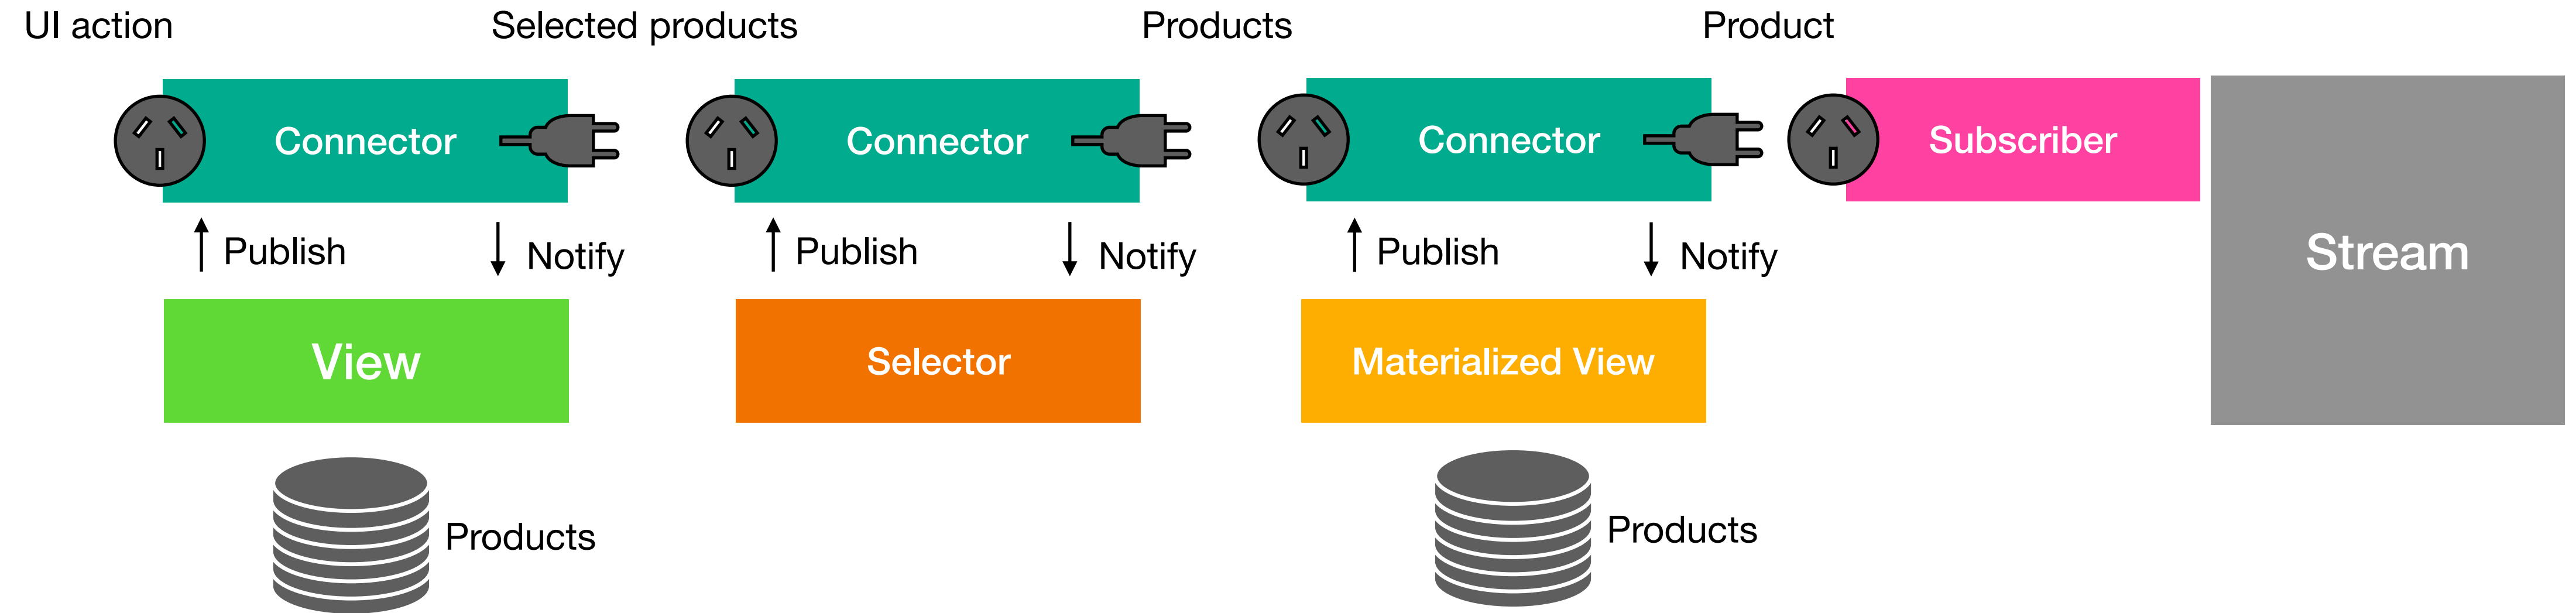 UI action
Selected products
Products
Product
Connector
Connector
Connector
Subscriber
Stream
Publish
Notify
Publish
Notify
Publish
Notify
View
Selector
Materialized View
Products
Products